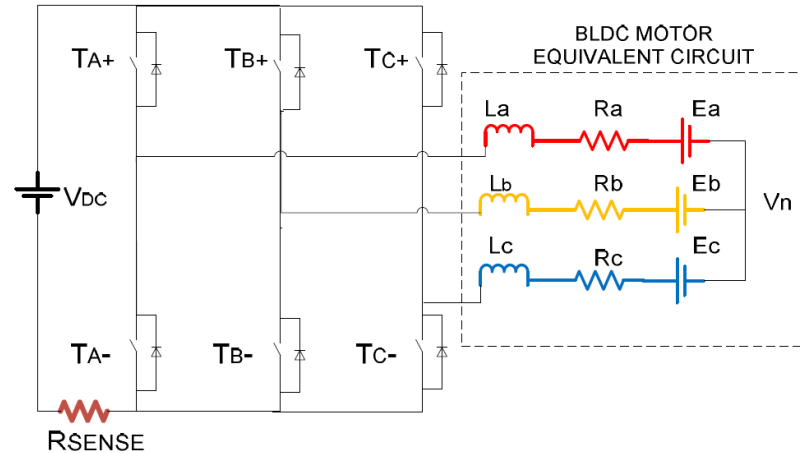 BLDC MOTOR
EQUIVALENT CIRCUIT
TA+
TB+
TC+
La
Ra
Ea
VDC
Lb
Rb
Eb
Vn
Lc
Rc
Ec
TA-
TB-
TC-
RSENSE